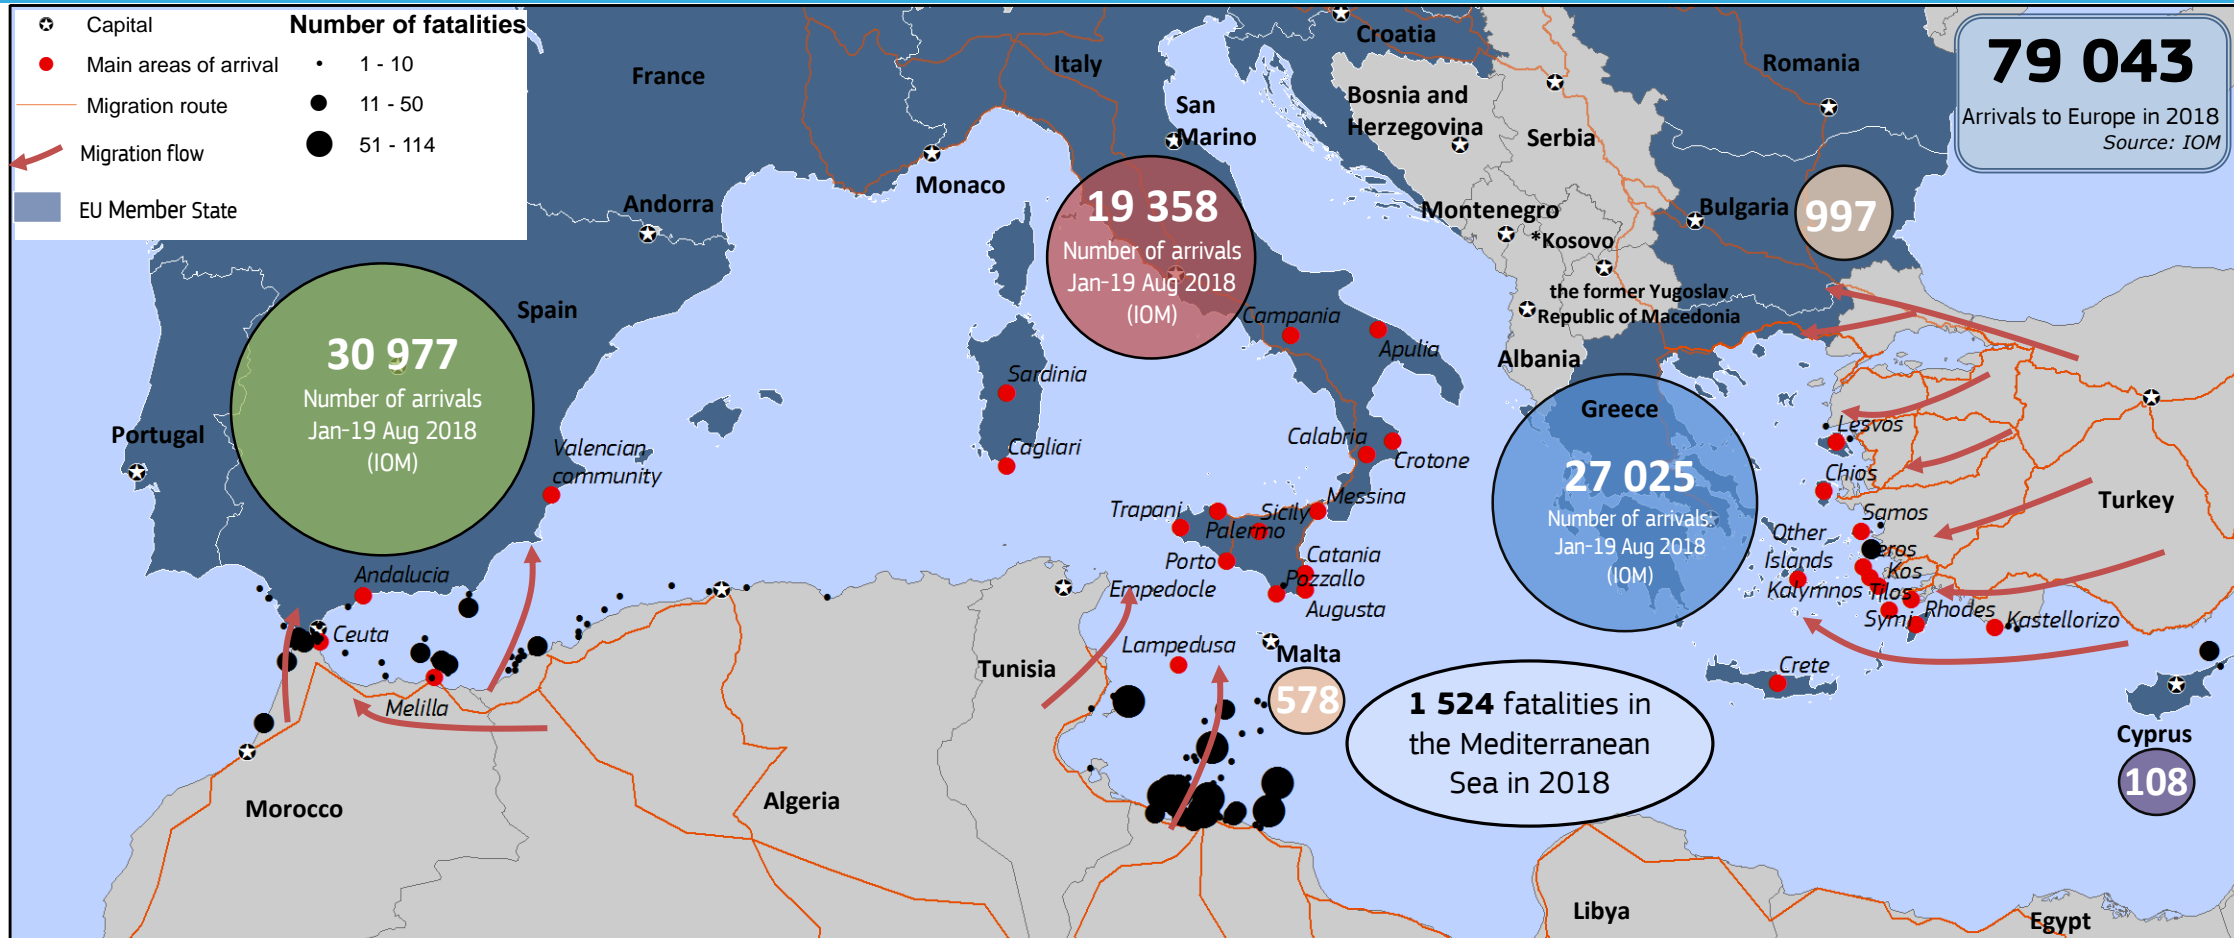 Capital
Main areas of arrival
Migration route
Migration flow
EU Member State
Number of fatalities
1 - 10
11 - 50
51 - 114
79 043
Arrivals to Europe in 2018
Source: IOM
France
Italy
Croatia
Romania
San
Marino
Bosnia and
Herzegovina
Serbia
Monaco
Andorra
Montenegro
*Kosovo
Bulgaria
997
the former Yugoslav
Republic of Macedonia
Albania
19 358
Number of arrivals
Jan-19 Aug 2018
(IOM)
Spain
30 977
Number of arrivals
Jan-19 Aug 2018
(IOM)
Portugal
Valencian
community
Andalucia
Ceuta
Melilla
Campania
Apulia
Sardinia
Cagliari
Calabria
Crotone
Messina
Trapani
Sicily
Palermo
Porto
Empedocle
Catania
Pozzallo
Augusta
Lampedusa
Malta
578
Greece
27 025
Number of arrivals
Jan-19 Aug 2018
(IOM)
Lesvos
Chios
Samos
Other
Islands
eros
Kos
Kalymnos
Tilos
Symi
Rhodes
Kastellorizo
Crete
Turkey
Cyprus
108
1 524 fatalities in
the Mediterranean
Sea in 2018
Tunisia
Morocco
Algeria
Libya
Egypt